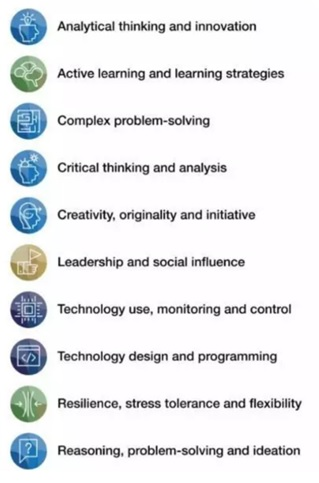 Analytical thinking and innovation
Active learning and learning strategies
Complex problem-solving
Critical thinking and analysis
Creativity, originality and initiative
Leadership and social influence
Technology use, monitoring and control
Technology design and programming
Resilience, stress tolerance and flexibility
Reasoning, problem-solving and ideation